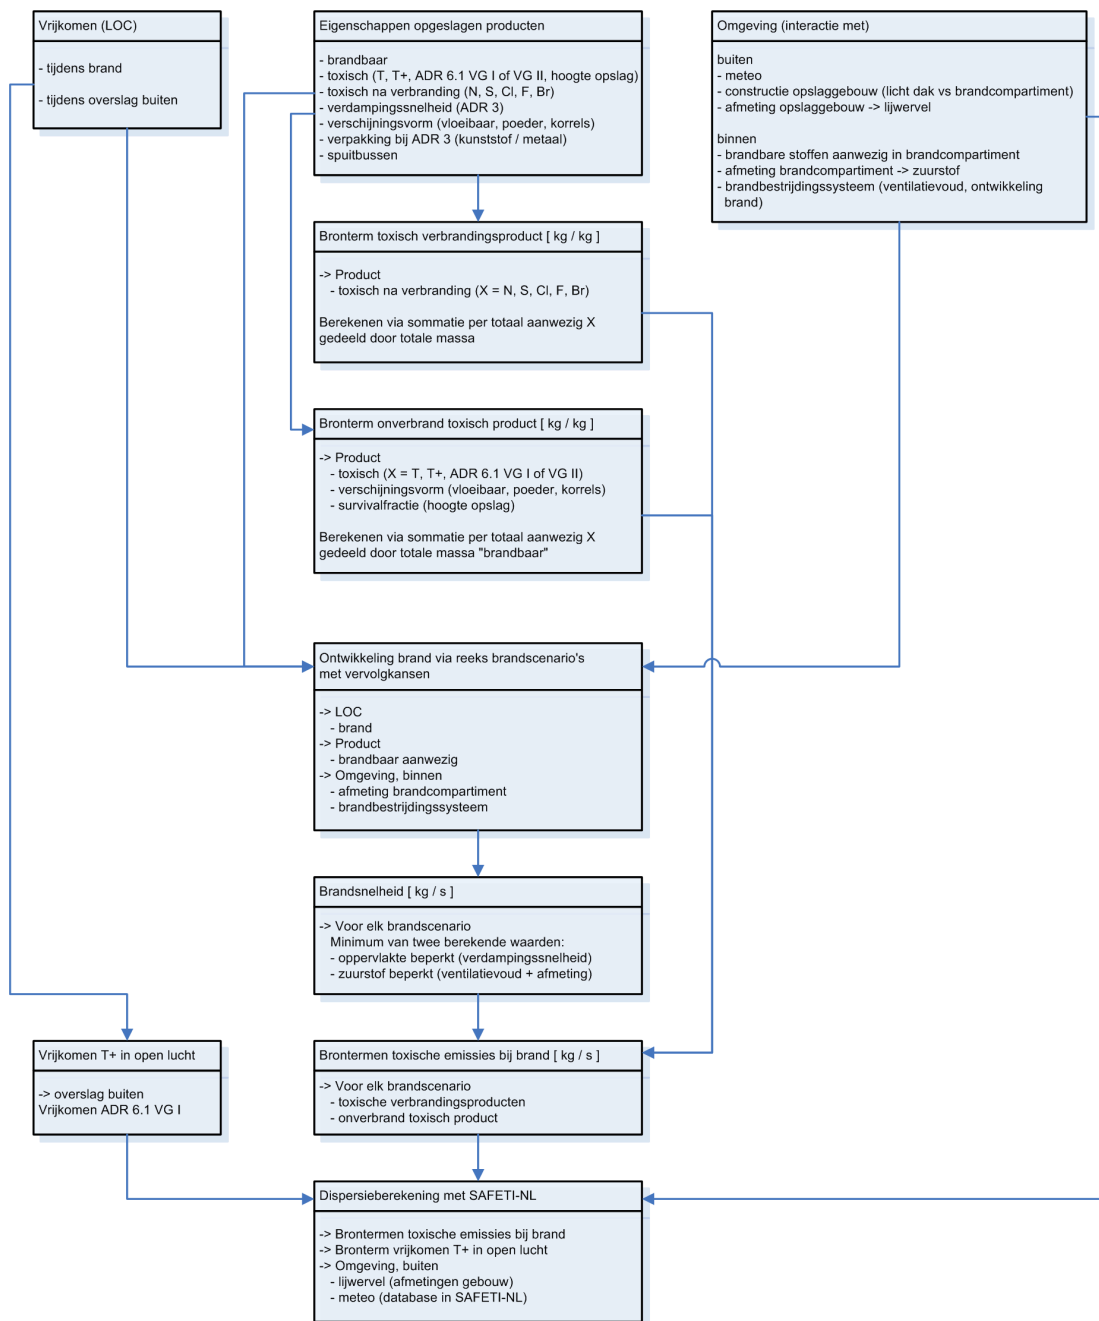 Vrijkomen (LOC)
- tijdens brand
- tijdens overslag buiten
Eigenschappen opgeslagen producten
- brandbaar
- toxisch (T, T+, ADR 6.1 VG I of VG II, hoogte opslag)
- toxisch na verbranding (N, S, Cl, F, Br)
- verdampingssnelheid (ADR 3)
- verschijningsvorm (vloeibaar, poeder, korrels)
- verpakking bij ADR 3 (kunststof / metaal)
- spuitbussen
Omgeving (interactie met)
buiten
- meteo
- constructie opslaggebouw (licht dak vs brandcompartiment)
- afmeting opslaggebouw -> lijwervel
binnen
- brandbare stoffen aanwezig in brandcompartiment
- afmeting brandcompartiment -> zuurstof
- brandbestrijdingssysteem (ventilatievoud, ontwikkeling
brand)
Bronterm toxisch verbrandingsproduct [ kg / kg ]
-> Product
- toxisch na verbranding (X = N, S, Cl, F, Br)
Berekenen via sommatie per totaal aanwezig X
gedeeld door totale massa
Bronterm onverbrand toxisch product [ kg / kg ]
-> Product
- toxisch (X = T, T+, ADR 6.1 VG I of VG II)
- verschijningsvorm (vloeibaar, poeder, korrels)
- survivalfractie (hoogte opslag)
Berekenen via sommatie per totaal aanwezig X
gedeeld door totale massa "brandbaar"
Ontwikkeling brand via reeks brandscenario's
met vervolgkansen
-> LOC
- brand
-> Product
- brandbaar aanwezig
-> Omgeving, binnen
- afmeting brandcompartiment
- brandbestrijdingssysteem
Brandsnelheid [ kg / s ]
-> Voor elk brandscenario
Minimum van twee berekende waarden:
- oppervlakte beperkt (verdampingssnelheid)
- zuurstof beperkt (ventilatievoud + afmeting)
Vrijkomen T+ in open lucht
-> overslag buiten
Vrijkomen ADR 6.1 VG I
Brontermen toxische emissies bij brand [ kg / s ]
-> Voor elk brandscenario
- toxische verbrandingsproducten
- onverbrand toxisch product
Dispersieberekening met SAFETI-NL
-> Brontermen toxische emissies bij brand
-> Bronterm vrijkomen T+ in open lucht
-> Omgeving, buiten
- lijwervel (afmetingen gebouw)
- meteo (database in SAFETI-NL)